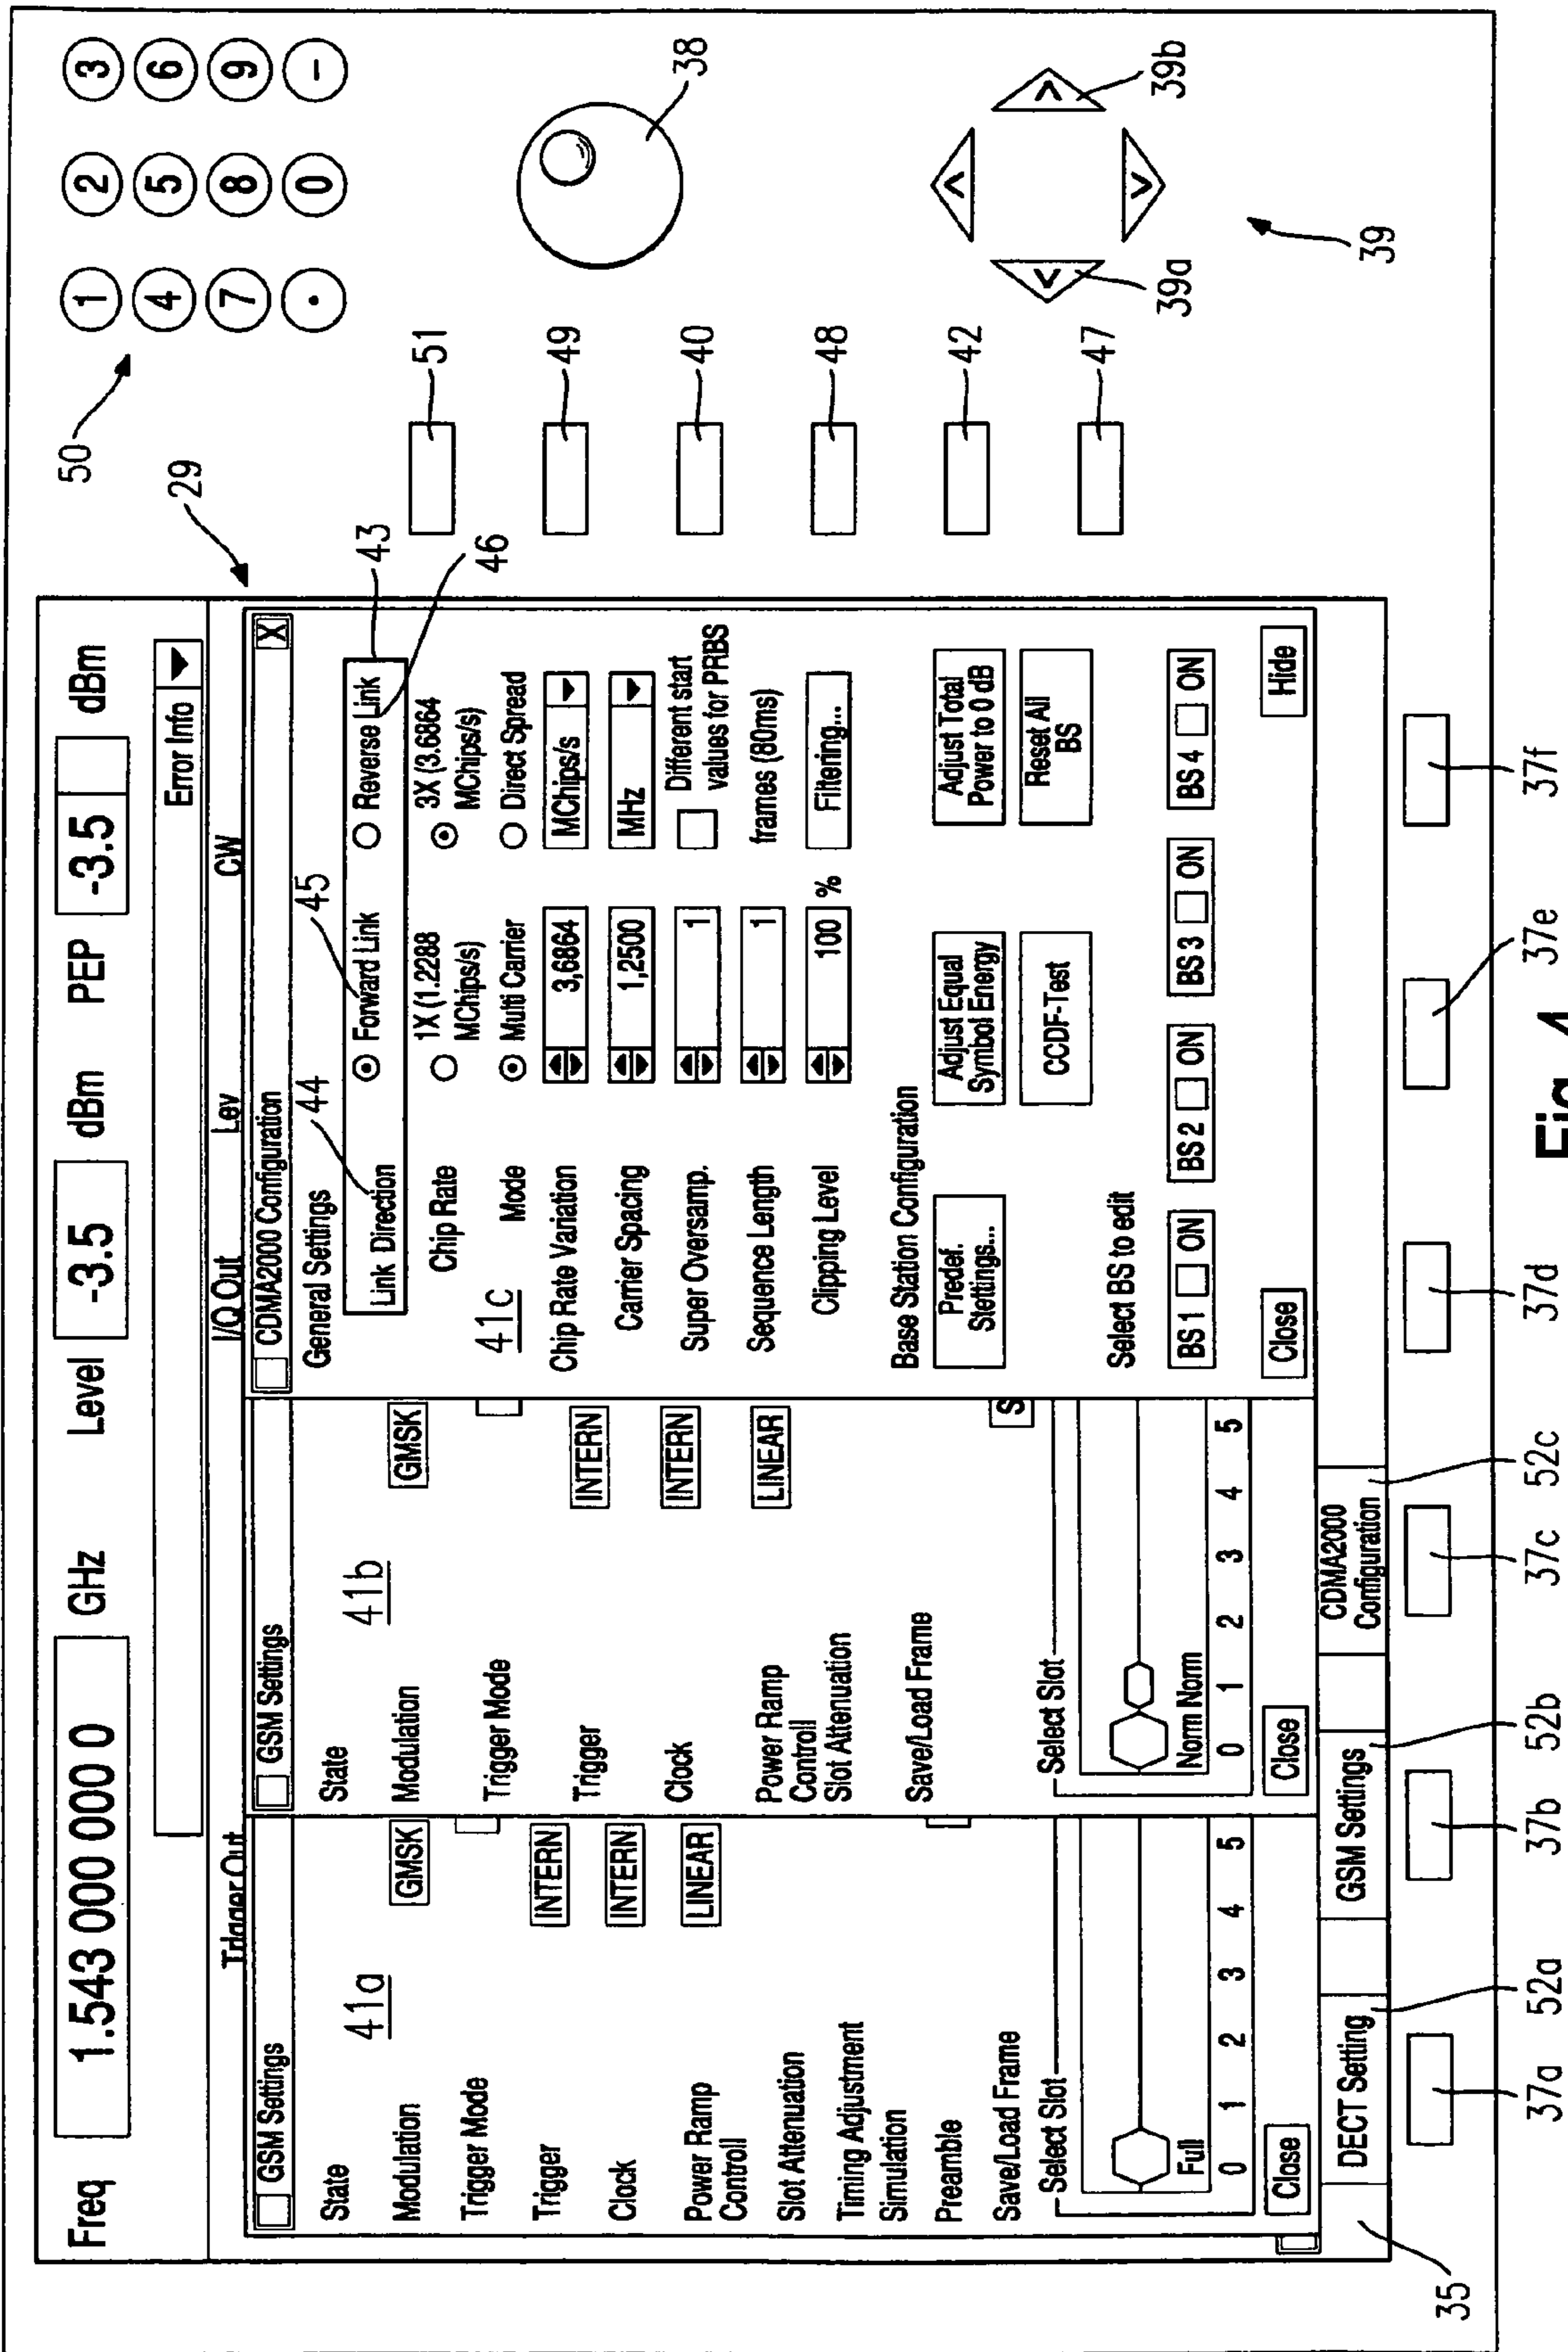 Freq 1.543 000 000 0 GHz Level -3.5 dBm PEP -3.5 dBm
Error Info
Trigger Out I/Q Out Lev CW
GSM Settings
41a
State
Modulation GMSK
Trigger Mode
Trigger INTERN
Clock INTERN
Power Ramp
Controll LINEAR
Slot Attenuation
Timing Adjustment
Simulation
Preamble
Save/Load Frame
Select Slot
Full
0 1 2 3 4 5
Close
GSM Settings
41b
State
Modulation GMSK
Trigger Mode
Trigger INTERN
Clock INTERN
Power Ramp
Controll LINEAR
Slot Attenuation
Save/Load Frame
S
Select Slot
Norm Norm
0 1 2 3 4 5
Close
CDMA2000 Configuration X
General Settings 44 45
Link Direction Forward Link Reverse Link
Chip Rate 1X (1.2288 MChips/s) 3X (3.6864 MChips/s)
41c
Mode Multi Carrier Direct Spread
Chip Rate Variation 3,6864 MChips/s
Carrier Spacing 1,2500 MHz
Super Oversamp. 1 Different start values for PRBS
Sequence Length 1 frames (80ms)
Clipping Level 100 % Filtering...
Base Station Configuration
Predef. Stettings... Adjust Equal Symbol Energy Adjust Total Power to 0 dB
CCDF-Test Reset All BS
Select BS to edit
BS 1 ON BS 2 ON BS 3 ON BS 4 ON
Close Hide
DECT Setting GSM Settings CDMA2000 Configuration
35 37a 52a 37b 52b 37c 52c 37d 37e 37f
29
43
46
50
1 2 3
4 5 6
7 8 9
. 0 -
51
49
40
48
42
47
38
39a 39b
39
Fig. 4